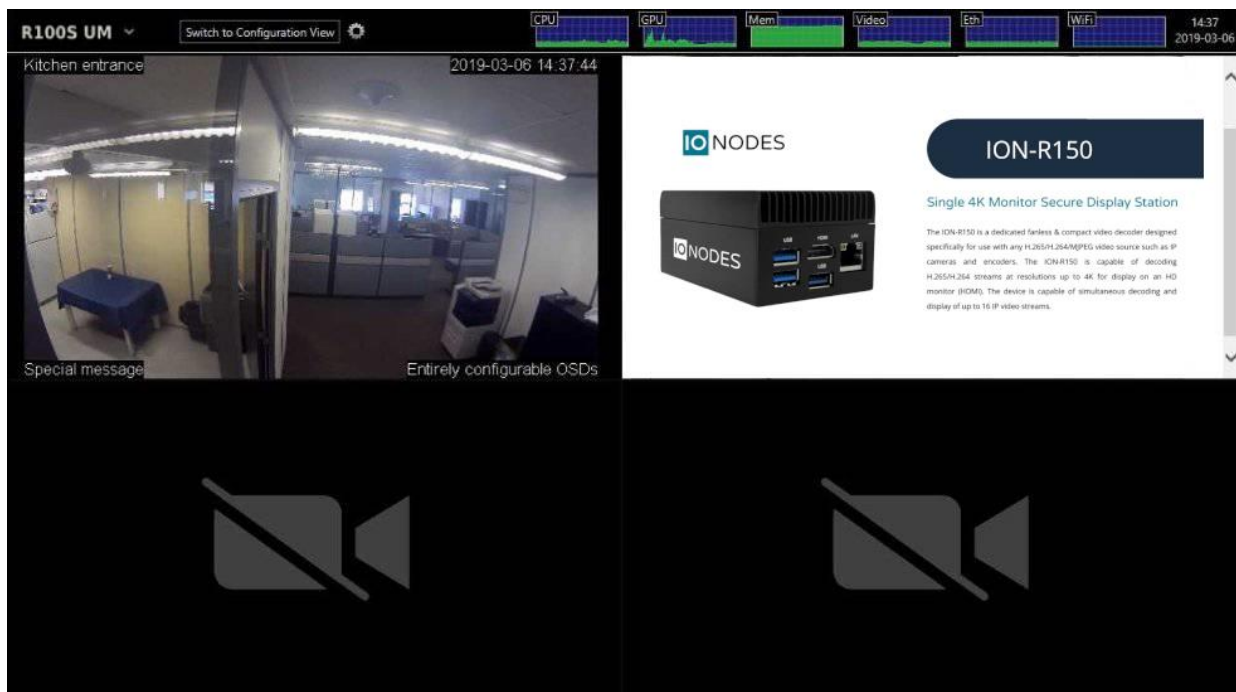 R100S UM
Switch to Configuration View
CPU
GPU
Mem
Video
Eth
WiFi
14:37
2019-03-06
Kitchen entrance
2019-03-06 14:37:44
Special message
Entirely configurable OSDs
IO NODES
ION-R150
Single 4K Monitor Secure Display Station
The ION-R150 is a dedicated fanless & compact video decoder designed
specifically for use with any H.265/H.264/MJPEG video source such as IP
cameras and encoders. The ION-R150 is capable of decoding
H.265/H.264 streams at resolutions up to 4K for display on an HD
monitor (HDMI). The device is capable of simultaneous decoding and
display of up to 16 IP video streams.
IO NODES
USB
HDMI
LAN
USB